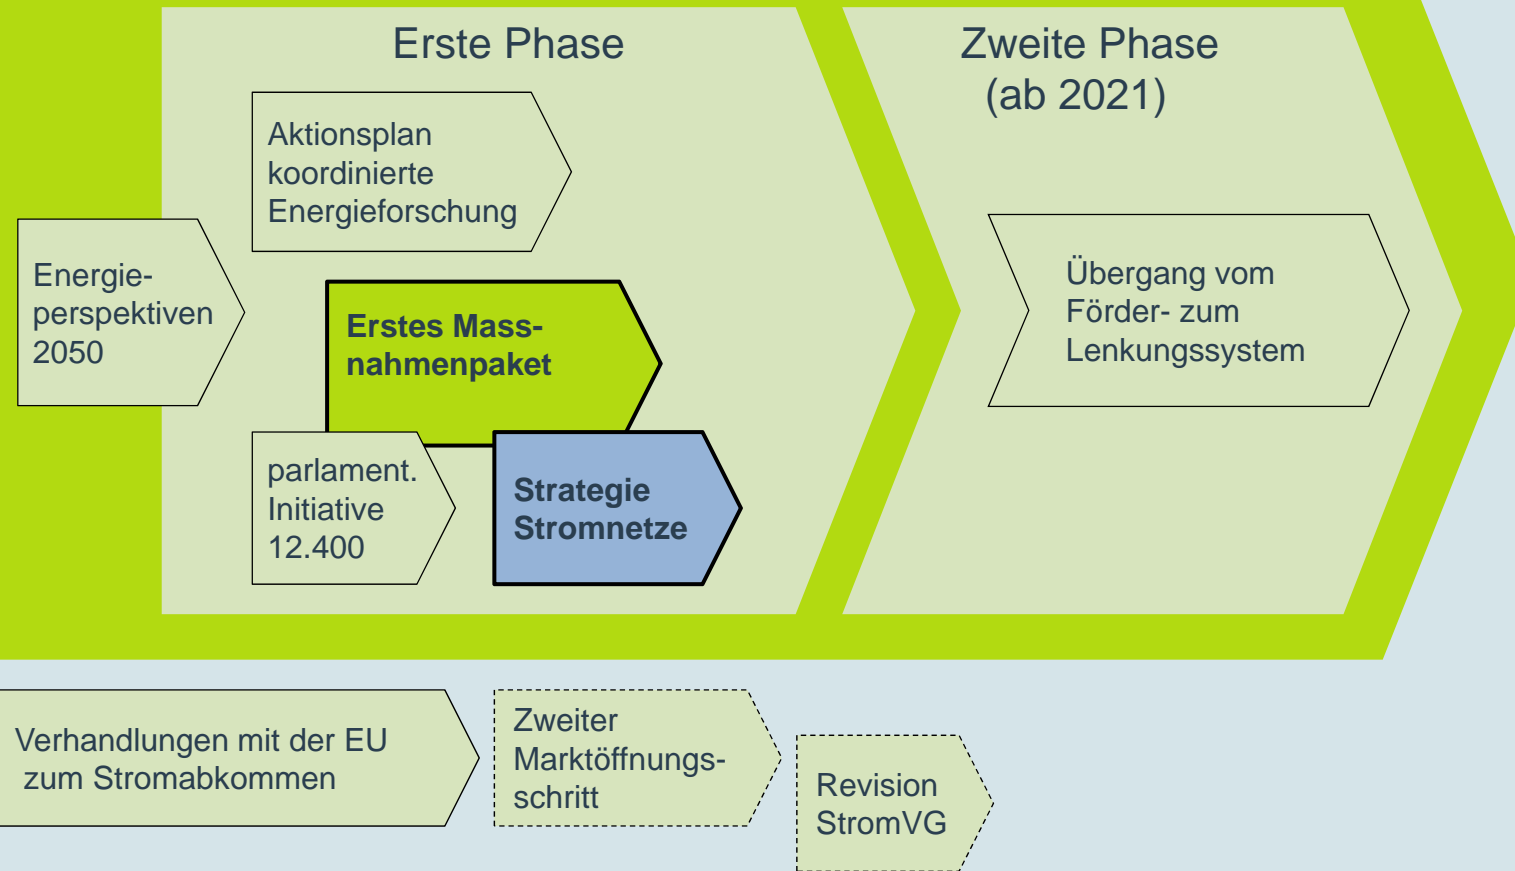 Erste Phase
Zweite Phase
(ab 2021)
Aktionsplan
koordinierte
Energieforschung
Energie-
perspektiven
2050
Erstes Mass-
nahmenpaket
Übergang vom
Förder- zum
Lenkungssystem
parlament.
Initiative
12.400
Strategie
Stromnetze
Verhandlungen mit der EU
zum Stromabkommen
Zweiter
Marktöffnungs-
schritt
Revision
StromVG